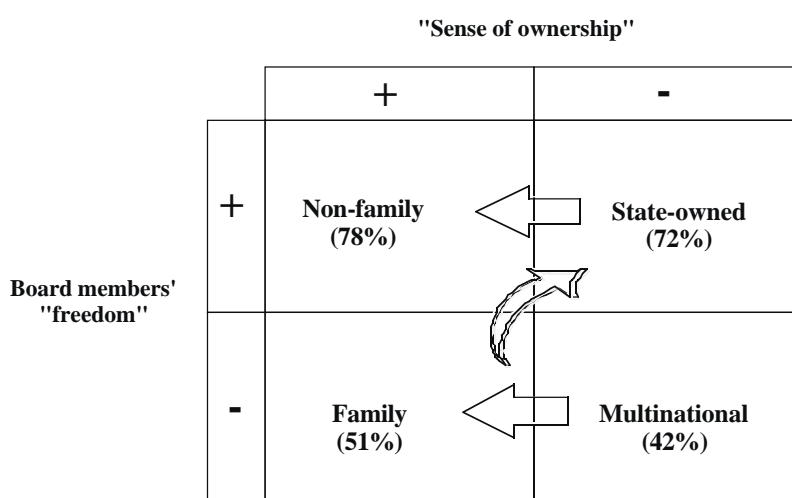 "Sense of ownership"
+ -
+ Non-family State-owned
(78%) (72%)
Board members'
"freedom"
- Family Multinational
(51%) (42%)